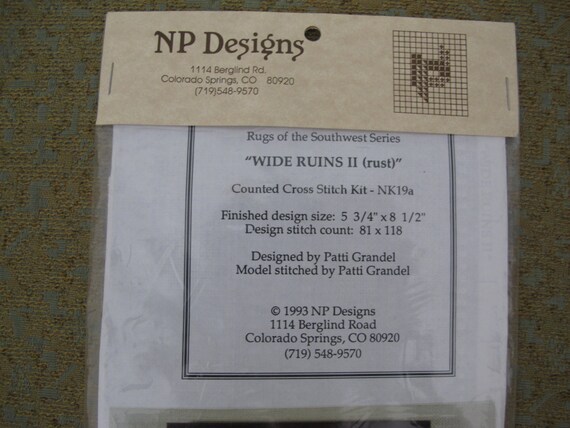 NP Designs
1114 Berglind Rd.
Colorado Springs, CO 80920
(719)548-9570
Rugs of the Southwest Series
"WIDE RUINS II (rust)"
Counted Cross Stitch Kit - NK19a
Finished design size: 5 3/4" x 8 1/2"
Design stitch count: 81 x 118
Designed by Patti Grandel
Model stitched by Patti Grandel
© 1993 NP Designs
1114 Berglind Road
Colorado Springs, CO 80920
(719) 548-9570